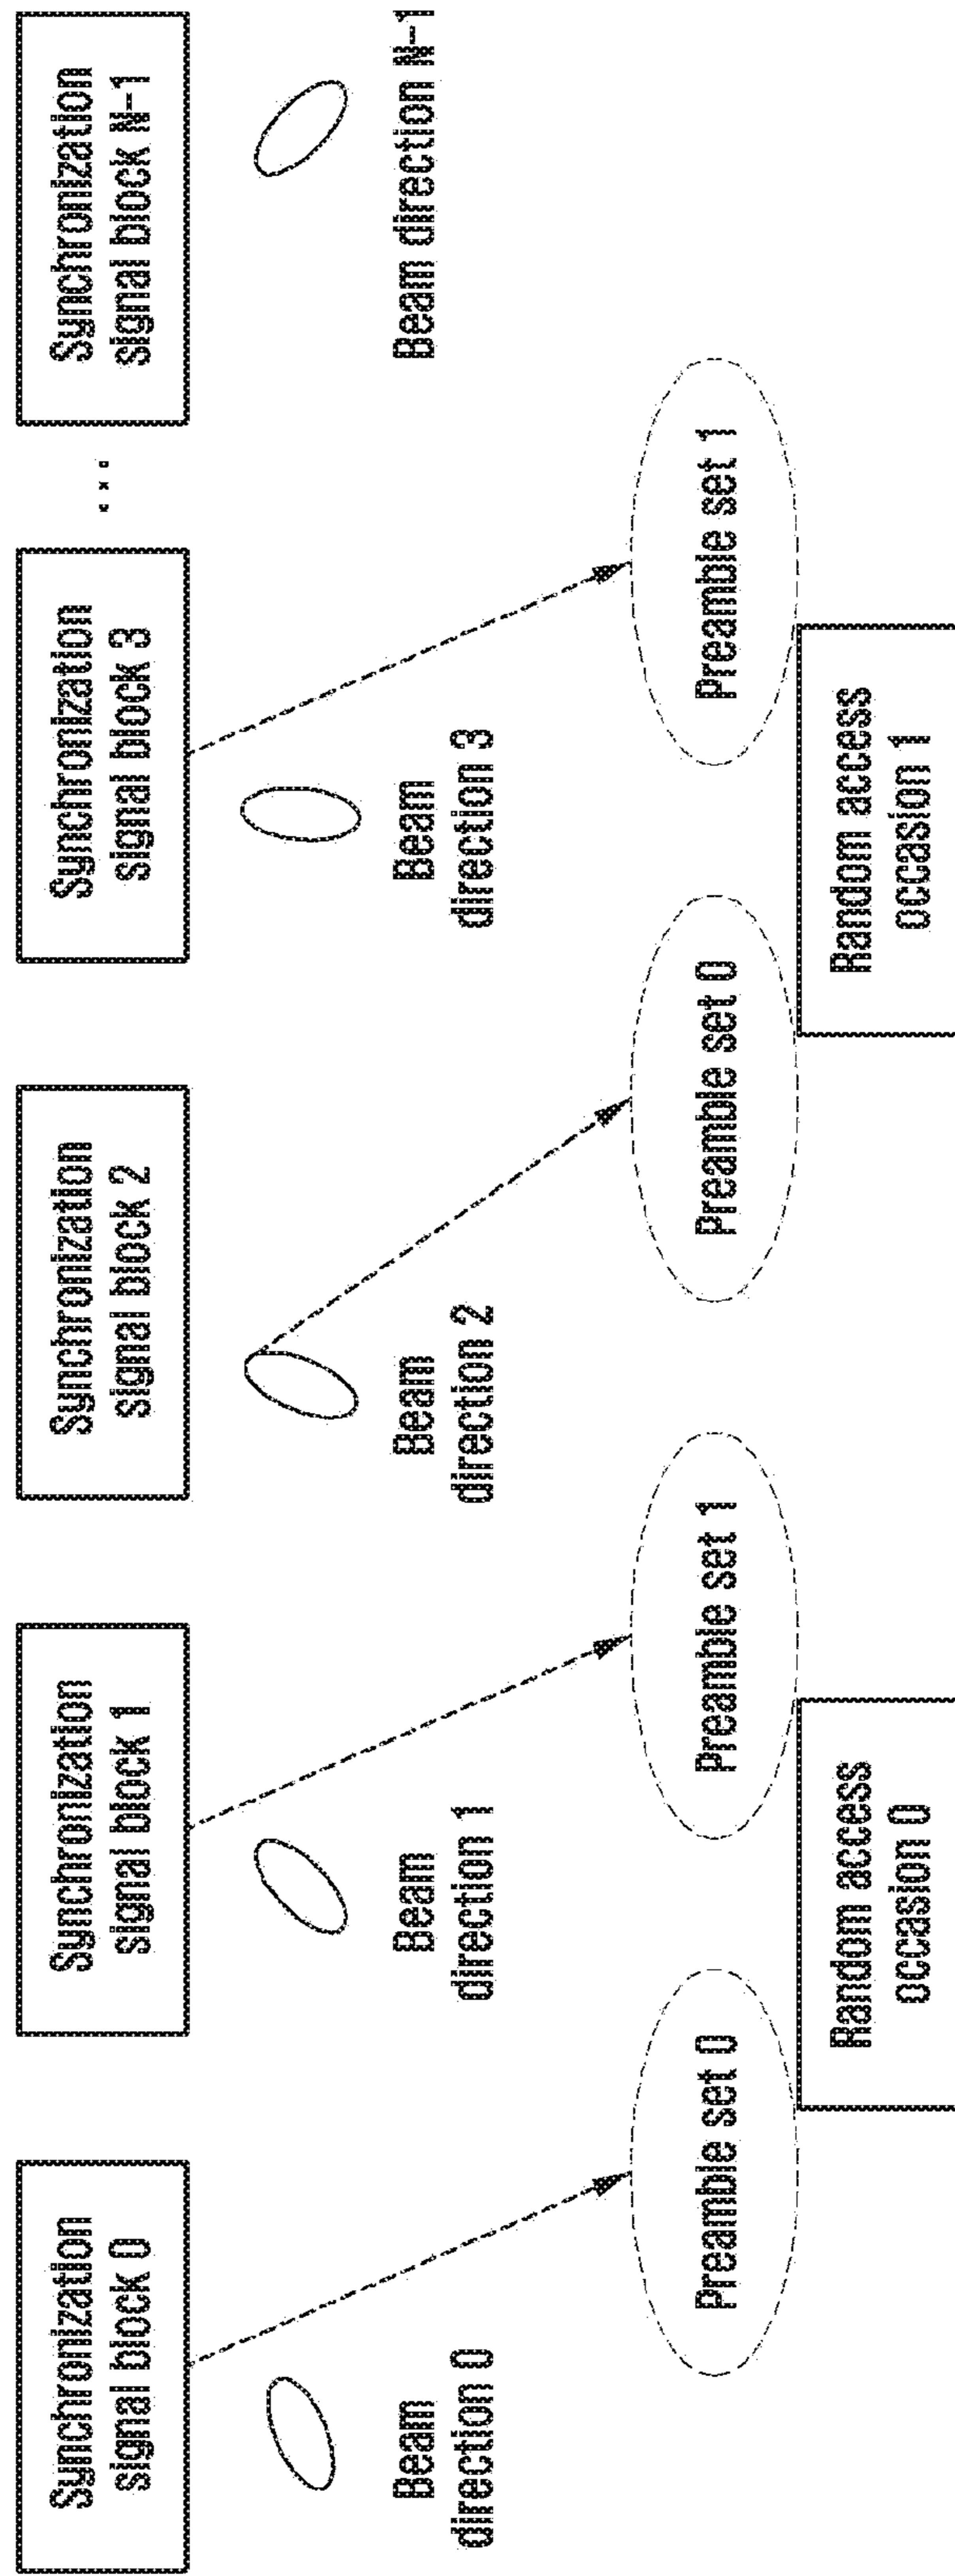 Synchronization
signal block 0
Synchronization
signal block 1
Synchronization
signal block 2
Synchronization
signal block 3
...
Synchronization
signal block N-1
Beam
direction 0
Beam
direction 1
Beam
direction 2
Beam
direction 3
Beam direction N-1
Preamble set 0
Preamble set 1
Preamble set 0
Preamble set 1
Random access
occasion 0
Random access
occasion 1